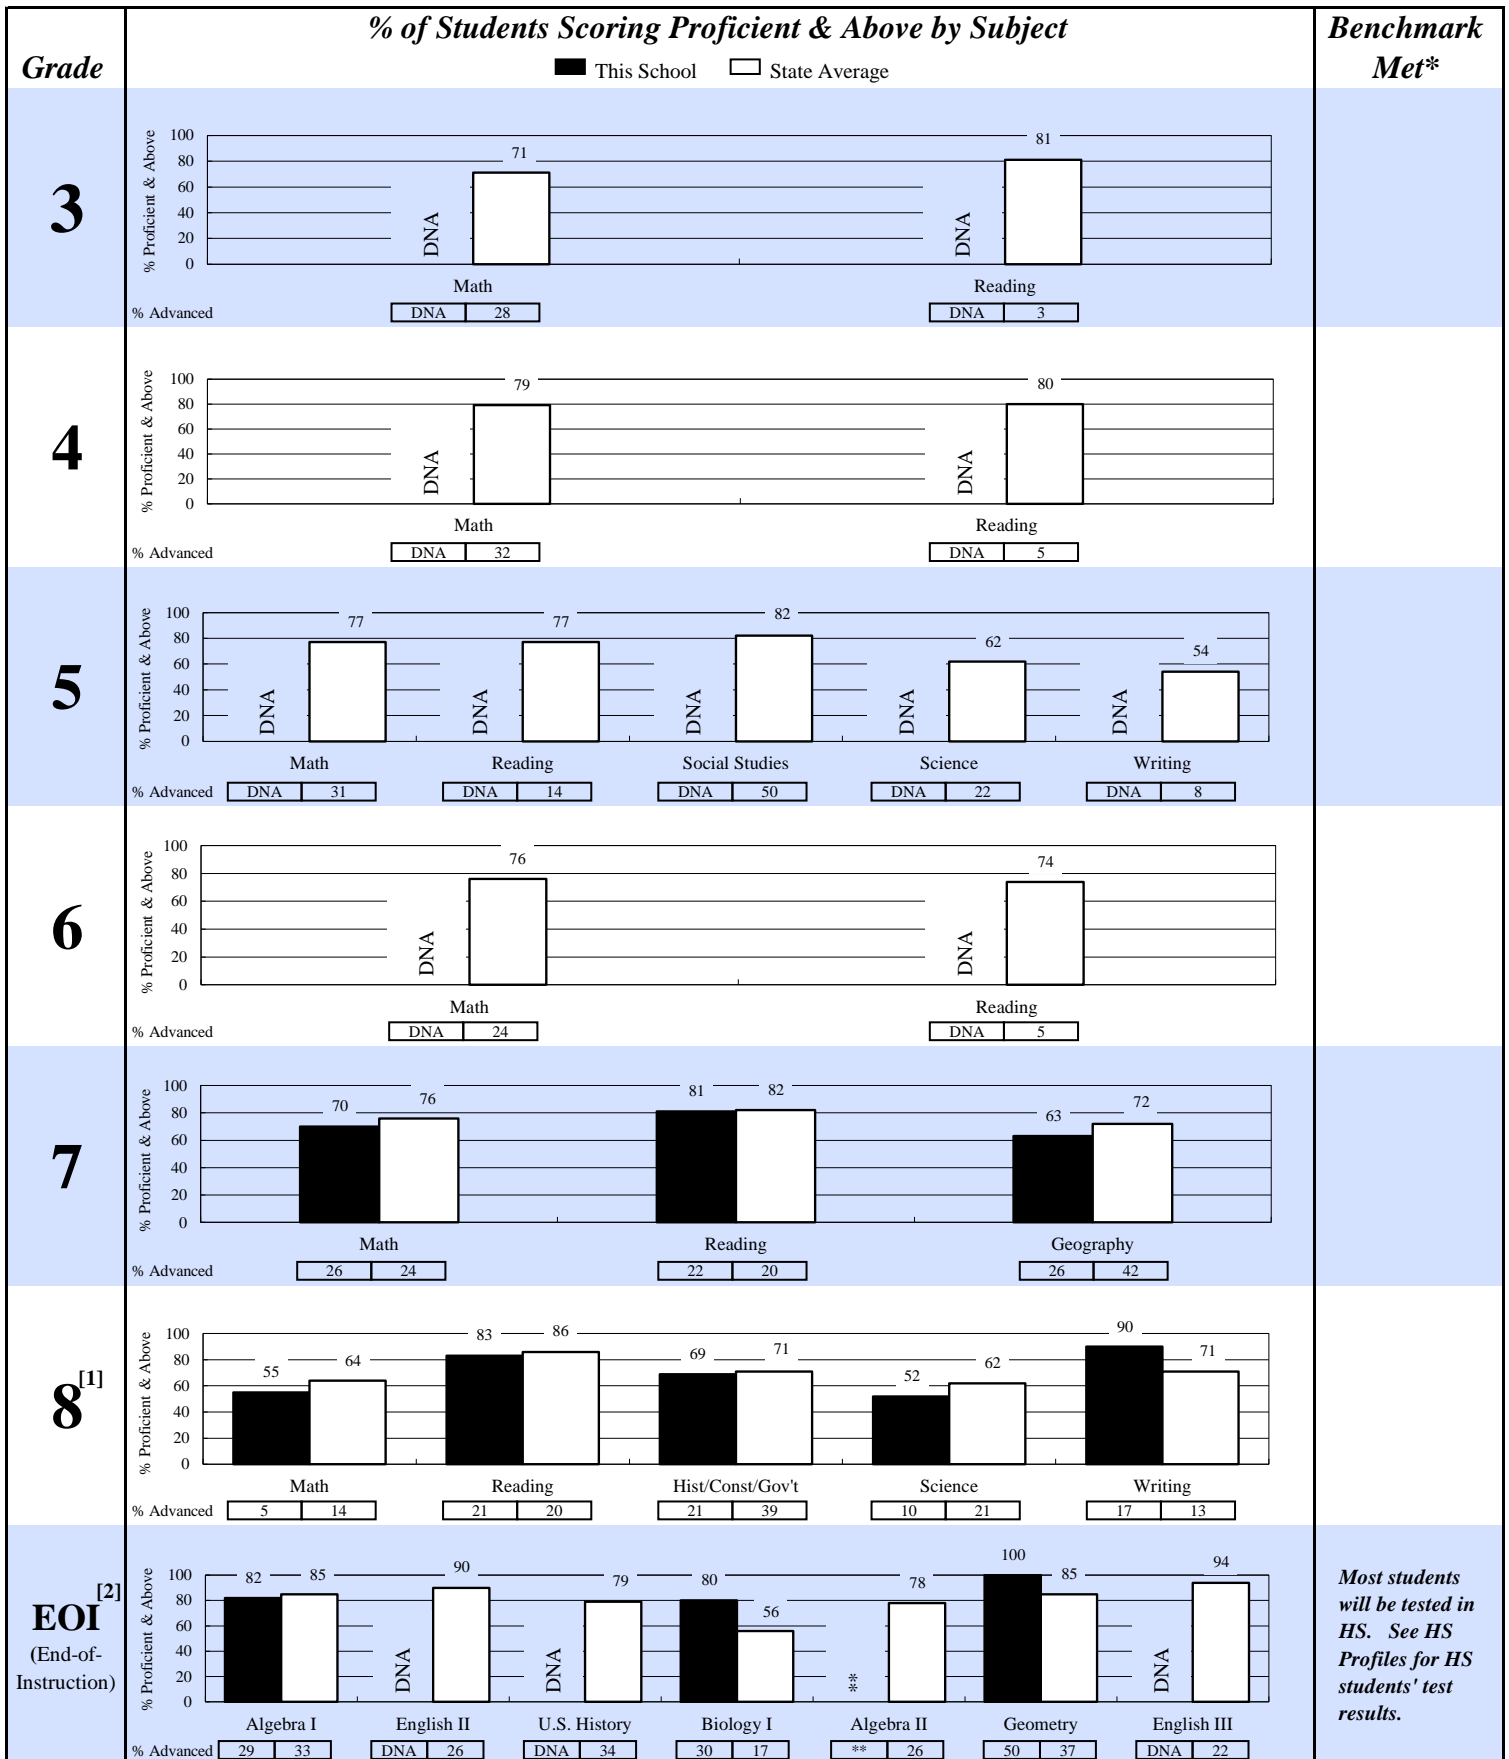 % of Students Scoring Proficient & Above by Subject
Benchmark
Met*
Grade
This School State Average
3
% Proficient & Above
100
80
60
40
20
0
DNA 71
DNA 81
Math Reading
% Advanced DNA 28 DNA 3
4
% Proficient & Above
100
80
60
40
20
0
DNA 79
DNA 80
Math Reading
% Advanced DNA 32 DNA 5
5
% Proficient & Above
100
80
60
40
20
0
DNA 77
DNA 77
DNA 82
DNA 62
DNA 54
Math Reading Social Studies Science Writing
% Advanced DNA 31 DNA 14 DNA 50 DNA 22 DNA 8
6
% Proficient & Above
100
80
60
40
20
0
DNA 76
DNA 74
Math Reading
% Advanced DNA 24 DNA 5
7
% Proficient & Above
100
80
60
40
20
0
70 76
81 82
63 72
Math Reading Geography
% Advanced 26 24 22 20 26 42
8[1]
% Proficient & Above
100
80
60
40
20
0
55 64
83 86
69 71
52 62
90 71
Math Reading Hist/Const/Gov't Science Writing
% Advanced 5 14 21 20 21 39 10 21 17 13
EOI[2]
(End-of-
Instruction)
% Proficient & Above
100
80
60
40
20
0
82 85
DNA 90
DNA 79
80 56
** 78
100 85
DNA 94
Algebra I English II U.S. History Biology I Algebra II Geometry English III
% Advanced 29 33 DNA 26 DNA 34 30 17 ** 26 50 37 DNA 22
Most students
will be tested in
HS. See HS
Profiles for HS
students' test
results.